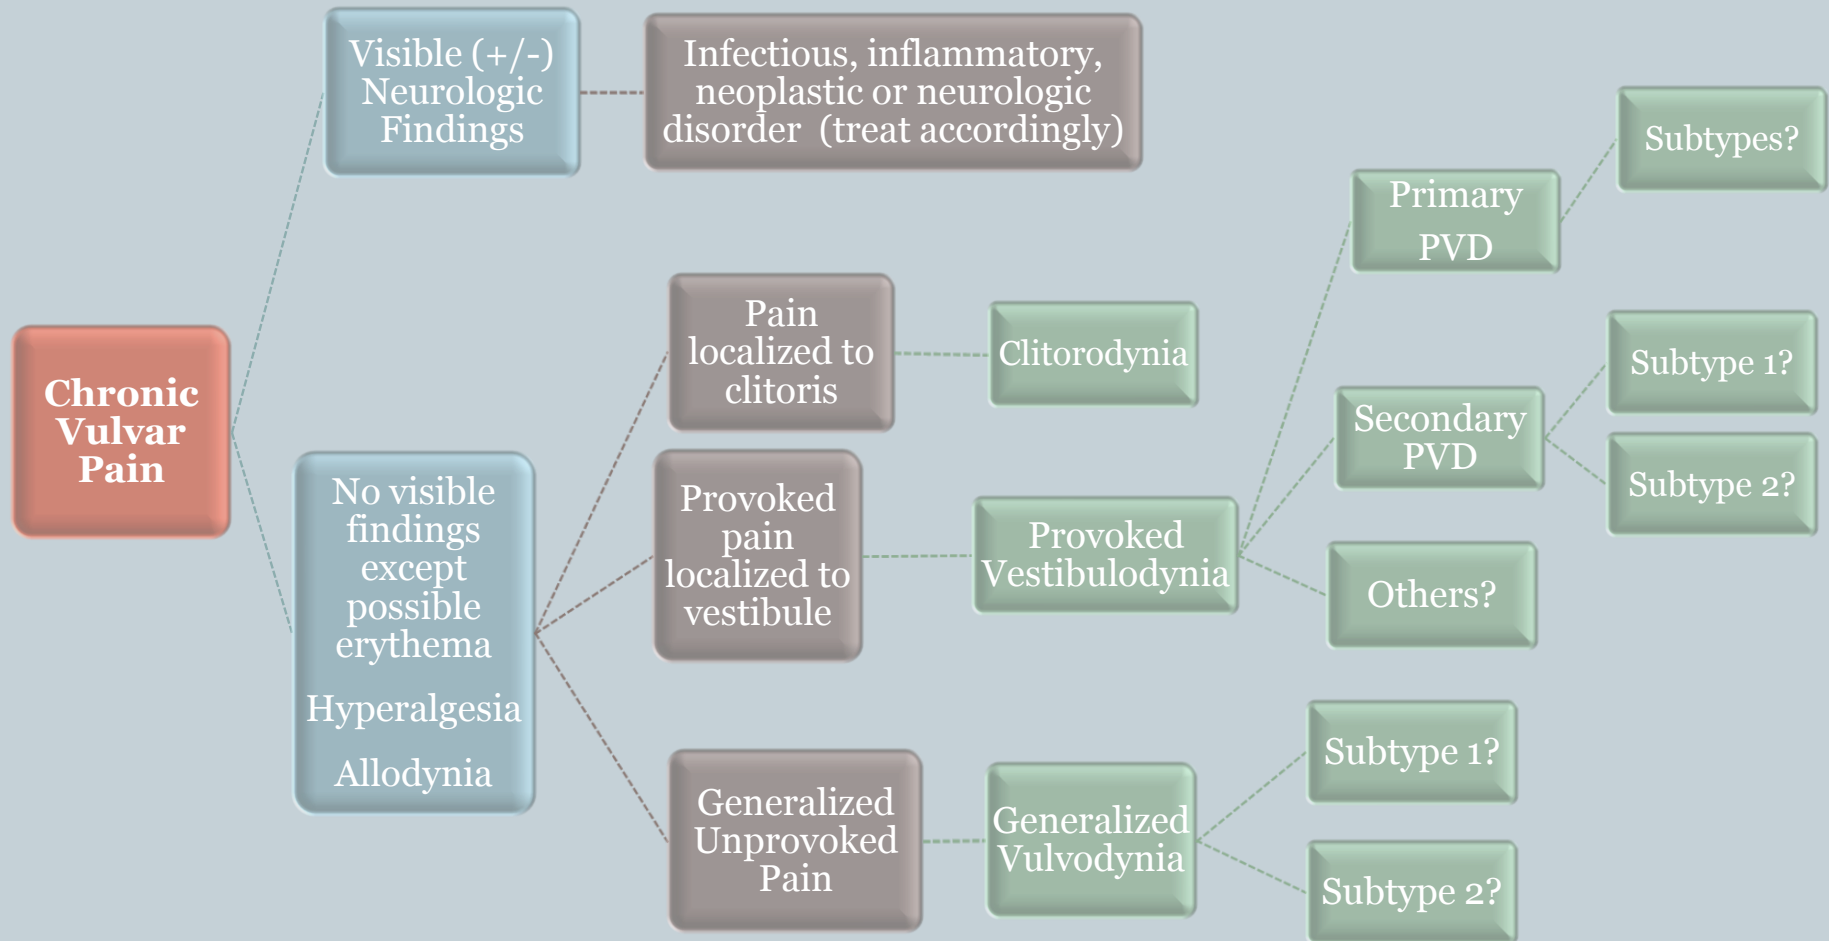 Visible (+/-)
Neurologic
Findings
Infectious, inflammatory,
neoplastic or neurologic
disorder (treat accordingly)
Subtypes?
Primary
PVD
Chronic
Vulvar
Pain
Pain
localized to
clitoris
Clitorodynia
Subtype 1?
Secondary
PVD
Subtype 2?
No visible
findings
except
possible
erythema
Hyperalgesia
Allodynia
Provoked
pain
localized to
vestibule
Provoked
Vestibulodynia
Others?
Generalized
Unprovoked
Pain
Generalized
Vulvodynia
Subtype 1?
Subtype 2?